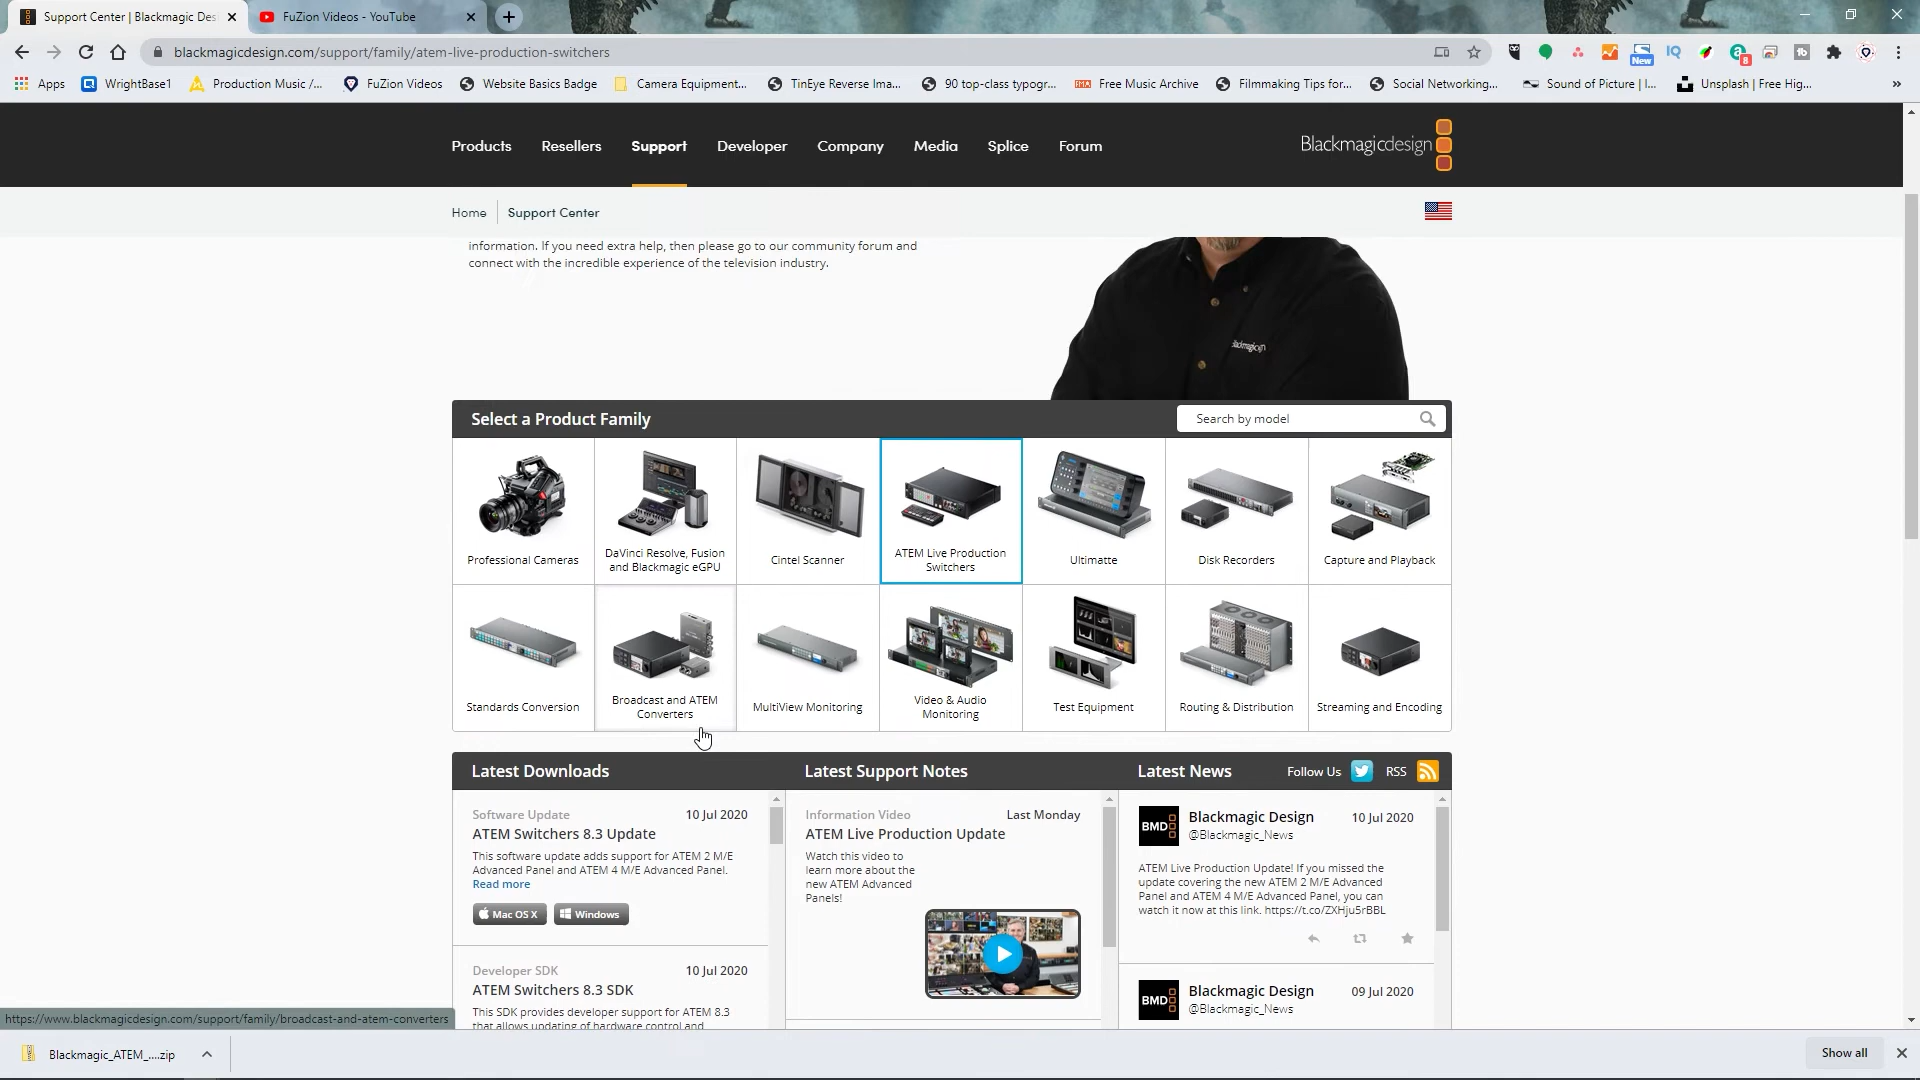 Support Center | Blackmagic Des
FuZion Videos - YouTube
blackmagicdesign.com/support/family/atem-live-production-switchers
New
8
Apps
WrightBase1
Production Music /...
FuZion Videos
Website Basics Badge
Camera Equipment...
TinEye Reverse Ima...
90 top-class typogr...
Free Music Archive
Filmmaking Tips for...
Social Networking...
Sound of Picture | I...
Unsplash | Free Hig...
Products
Resellers
Support
Developer
Company
Media
Splice
Forum
Blackmagicdesign
Home
Support Center
information. If you need extra help, then please go to our community forum and
connect with the incredible experience of the television industry.
Blackmagicdesign
Select a Product Family
Search by model
Professional Cameras
DaVinci Resolve, Fusion
and Blackmagic eGPU
Cintel Scanner
ATEM Live Production
Switchers
Ultimatte
Disk Recorders
Capture and Playback
Standards Conversion
Broadcast and ATEM
Converters
MultiView Monitoring
Video & Audio
Monitoring
Test Equipment
Routing & Distribution
Streaming and Encoding
Latest Downloads
Software Update
10 Jul 2020
ATEM Switchers 8.3 Update
This software update adds support for ATEM 2 M/E
Advanced Panel and ATEM 4 M/E Advanced Panel.
Read more
Mac OS X
Windows
Developer SDK
10 Jul 2020
ATEM Switchers 8.3 SDK
This SDK provides developer support for ATEM 8.3
that allows updating of hardware control and
Latest Support Notes
Information Video
Last Monday
ATEM Live Production Update
Watch this video to
learn more about the
new ATEM Advanced
Panels!
Latest News
Follow Us
RSS
BMD
Blackmagic Design
10 Jul 2020
@Blackmagic_News
ATEM Live Production Update! If you missed the
update covering the new ATEM 2 M/E Advanced
Panel and ATEM 4 M/E Advanced Panel, you can
watch it now at this link. https://t.co/ZXHju5rBBL
BMD
Blackmagic Design
09 Jul 2020
@Blackmagic_News
https://www.blackmagicdesign.com/support/family/broadcast-and-atem-converters
Blackmagic_ATEM_....zip
Show all